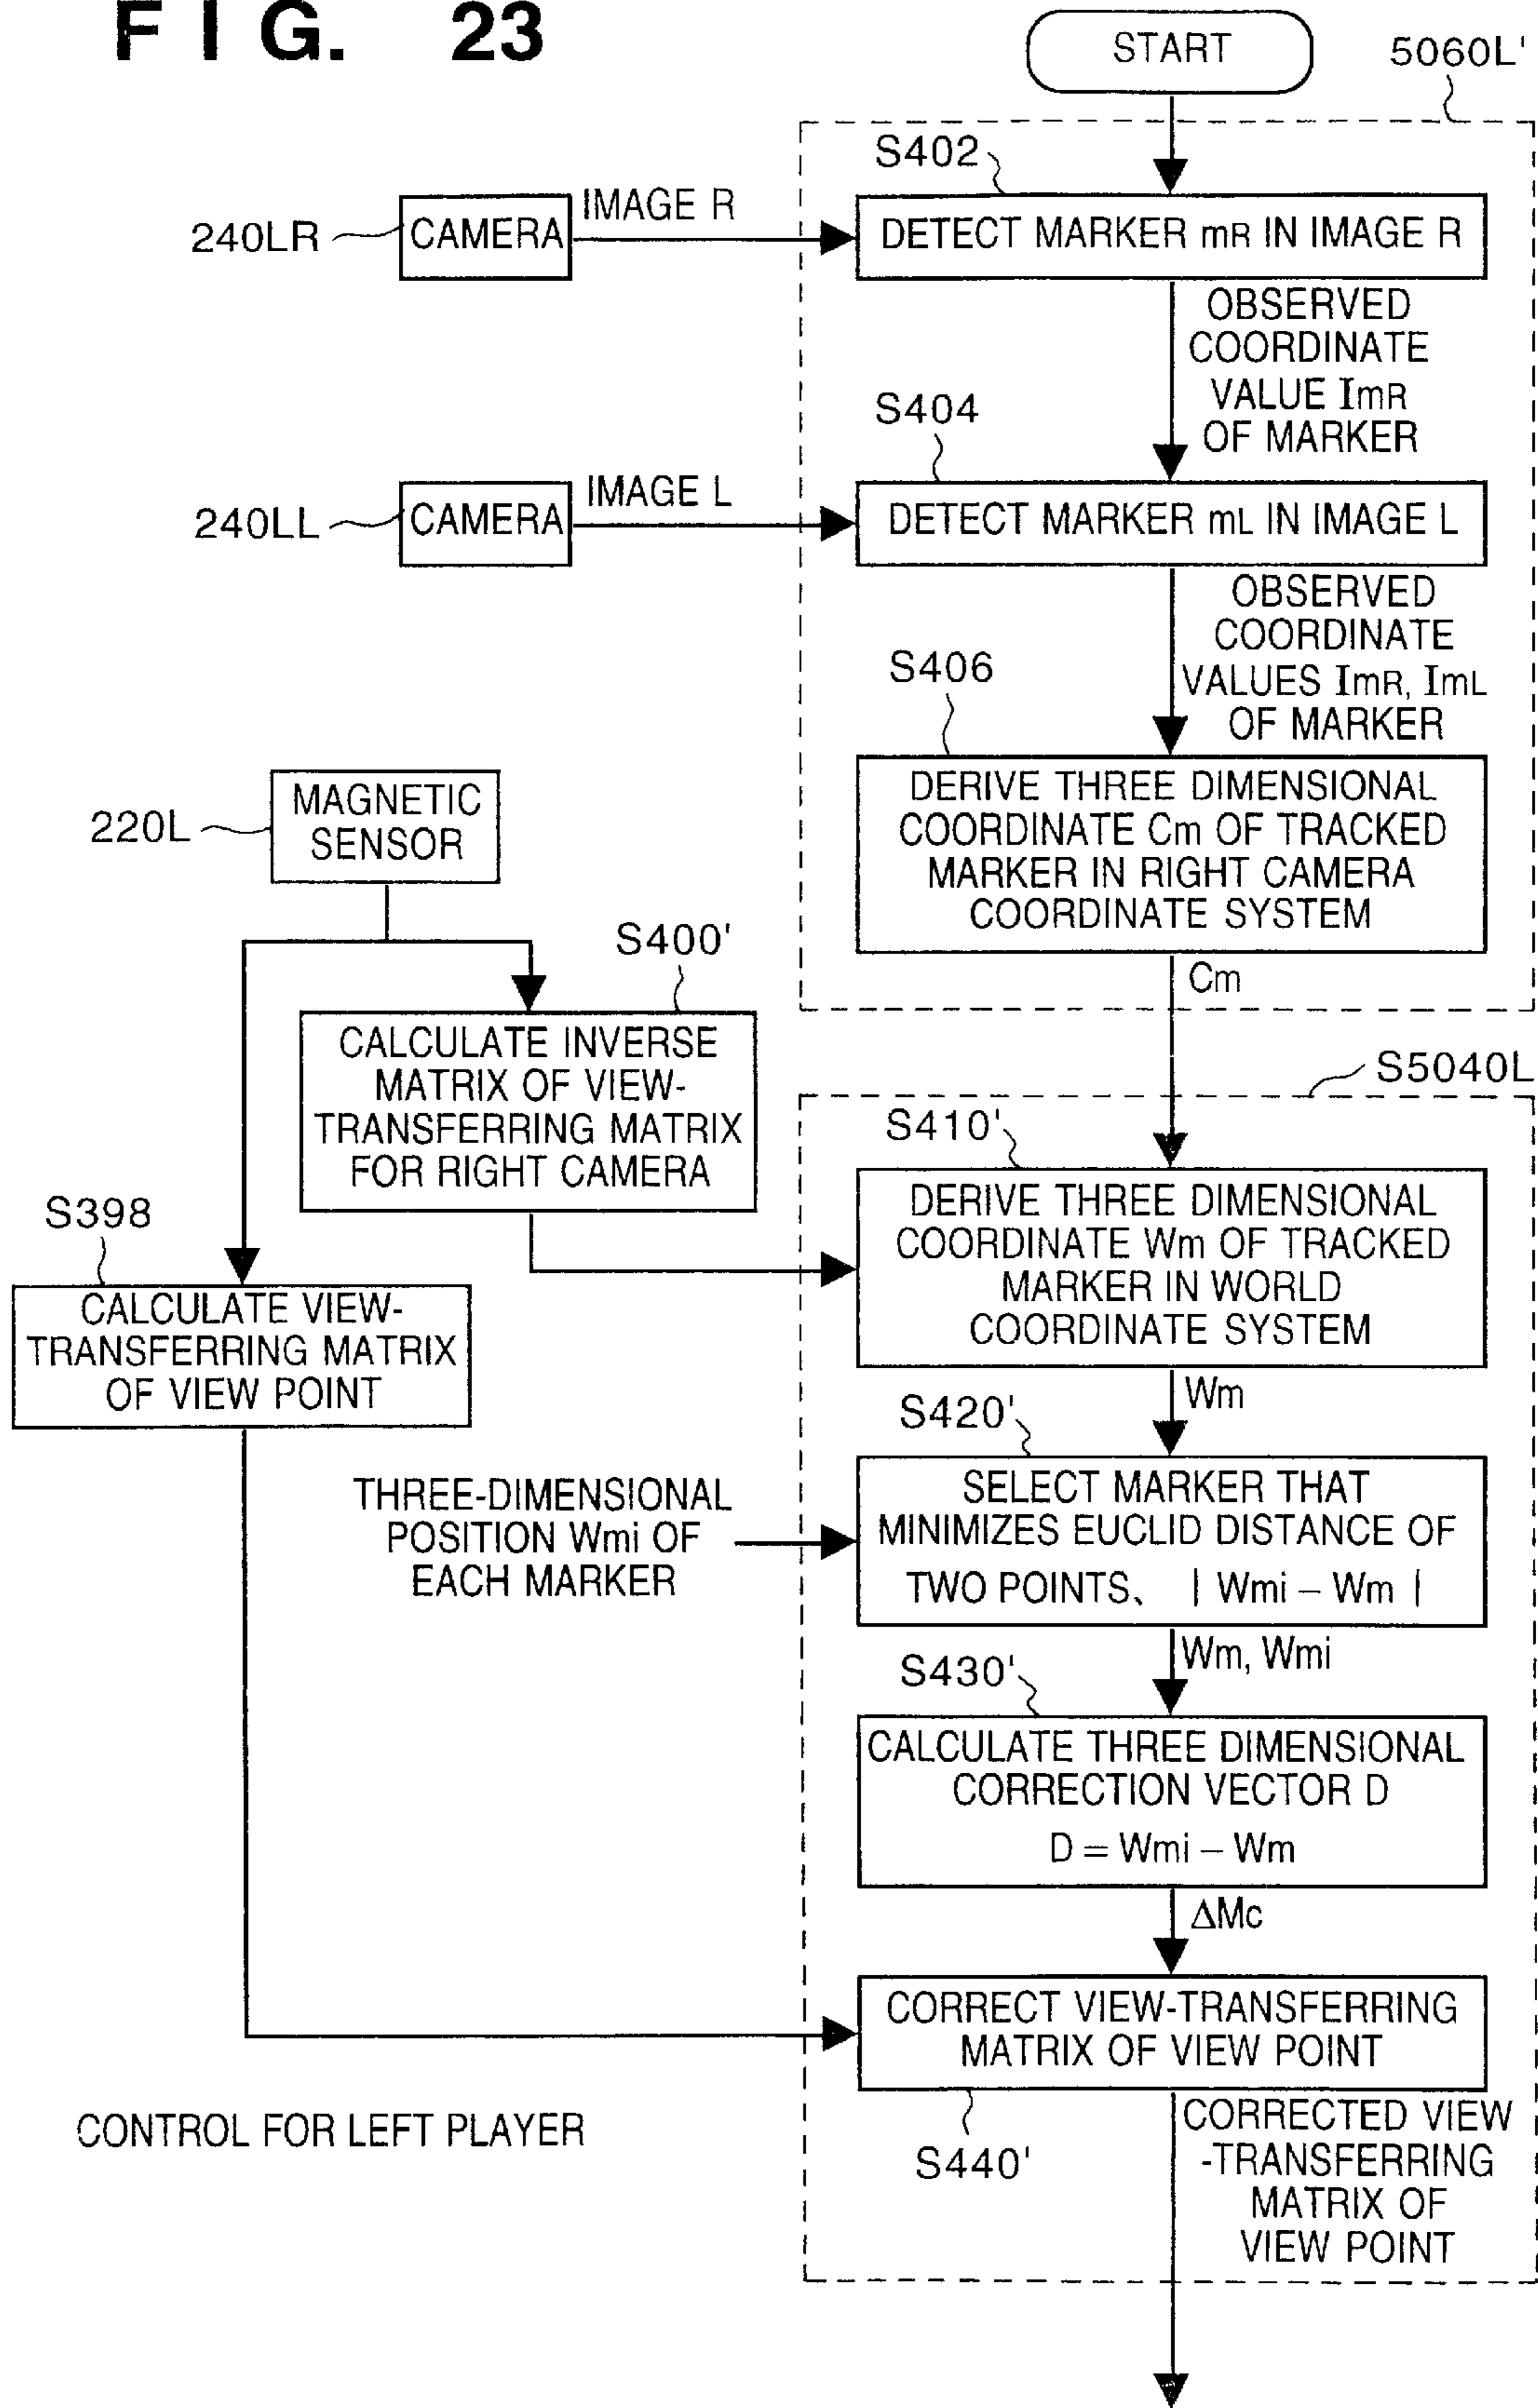 FIG. 23
START
5060L'
S402
IMAGE R
240LR
CAMERA
DETECT MARKER mR IN IMAGE R
OBSERVED
COORDINATE
VALUE ImR
OF MARKER
S404
IMAGE L
240LL
CAMERA
DETECT MARKER mL IN IMAGE L
OBSERVED
COORDINATE
VALUES ImR, ImL
OF MARKER
S406
DERIVE THREE DIMENSIONAL
COORDINATE Cm OF TRACKED
MARKER IN RIGHT CAMERA
COORDINATE SYSTEM
Cm
220L
MAGNETIC
SENSOR
S400'
CALCULATE INVERSE
MATRIX OF VIEW-
TRANSFERRING MATRIX
FOR RIGHT CAMERA
S5040L
S410'
DERIVE THREE DIMENSIONAL
COORDINATE Wm OF TRACKED
MARKER IN WORLD
COORDINATE SYSTEM
S398
CALCULATE VIEW-
TRANSFERRING MATRIX
OF VIEW POINT
Wm
S420'
THREE-DIMENSIONAL
POSITION Wmi OF
EACH MARKER
SELECT MARKER THAT
MINIMIZES EUCLID DISTANCE OF
TWO POINTS、 | Wmi – Wm |
Wm, Wmi
S430'
CALCULATE THREE DIMENSIONAL
CORRECTION VECTOR D
D = Wmi – Wm
ΔMc
CORRECT VIEW-TRANSFERRING
MATRIX OF VIEW POINT
S440'
CORRECTED VIEW
-TRANSFERRING
MATRIX OF
VIEW POINT
CONTROL FOR LEFT PLAYER